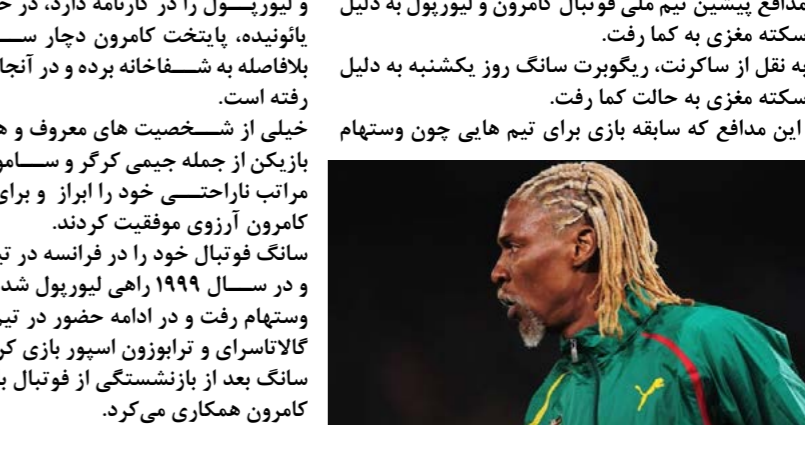 مدافع پیشین تیم ملی فوتبال کامرون و لیورپول به دلیل
سکته مغزی به کما رفت.
به نقل از ساکرنت، ریگوبرت سانگ روز یکشنبه به دلیل
سکته مغزی به حالت کما رفت.
این مدافع که سابقه بازی برای تیم هایی چون وستهام
و لیورپول را در کارنامه دارد، در
یائونیده، پایتخت کامرون دچار
بلافاصله به شفاخانه برده و در آنجا
رفته است.
خیلی از شخصیت های معروف و
بازیکن از جمله جیمی کرگر و
مراتب ناراحتی خود را ابراز و برای
کامرون آرزوی موفقیت کردند.
سانگ فوتبال خود را در فرانسه در
و در سال ۱۹۹۹ راهی لیورپول شد
وستهام رفت و در ادامه حضور در
گالاتاسرای و ترابوزون اسپور بازی
سانگ بعد از بازنشستگی از فوتبال
کامرون همکاری می‌کرد.